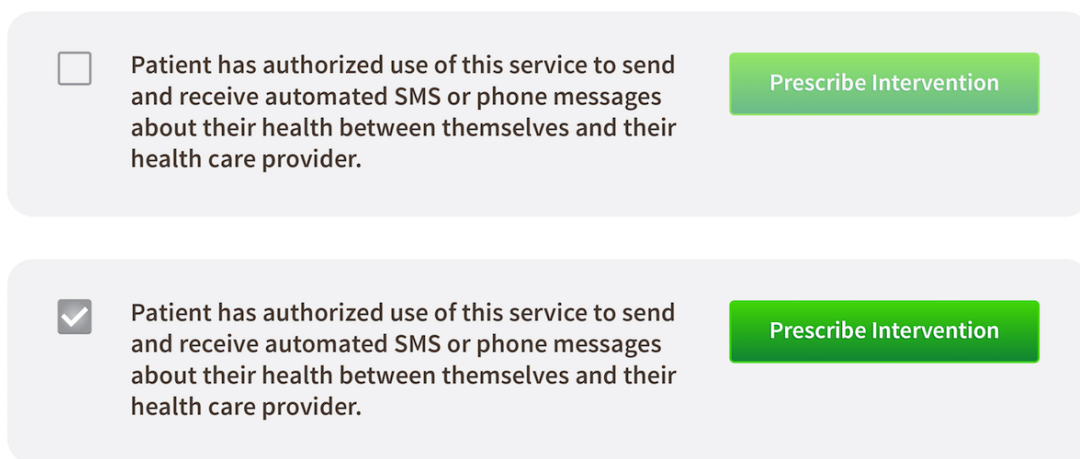 Patient has authorized use of this service to send
and receive automated SMS or phone messages
about their health between themselves and their
health care provider.
Prescribe Intervention
Patient has authorized use of this service to send
and receive automated SMS or phone messages
about their health between themselves and their
health care provider.
Prescribe Intervention